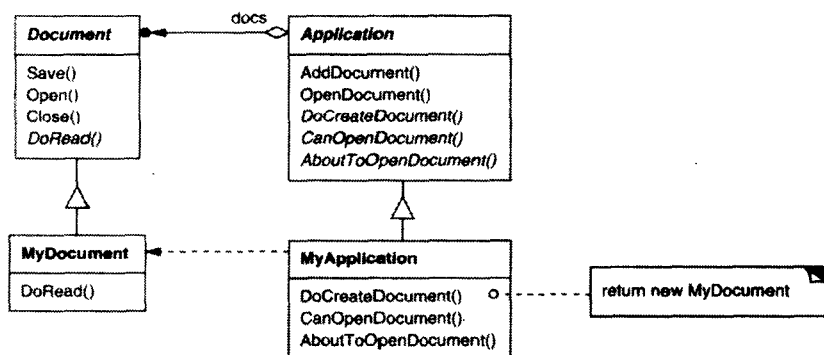 docs
Document
Save()
Open()
Close()
DoRead()
Application
AddDocument()
OpenDocument()
DoCreateDocument()
CanOpenDocument()
AboutToOpenDocument()
MyDocument
DoRead()
MyApplication
DoCreateDocument()
CanOpenDocument()
AboutToOpenDocument()
return new MyDocument